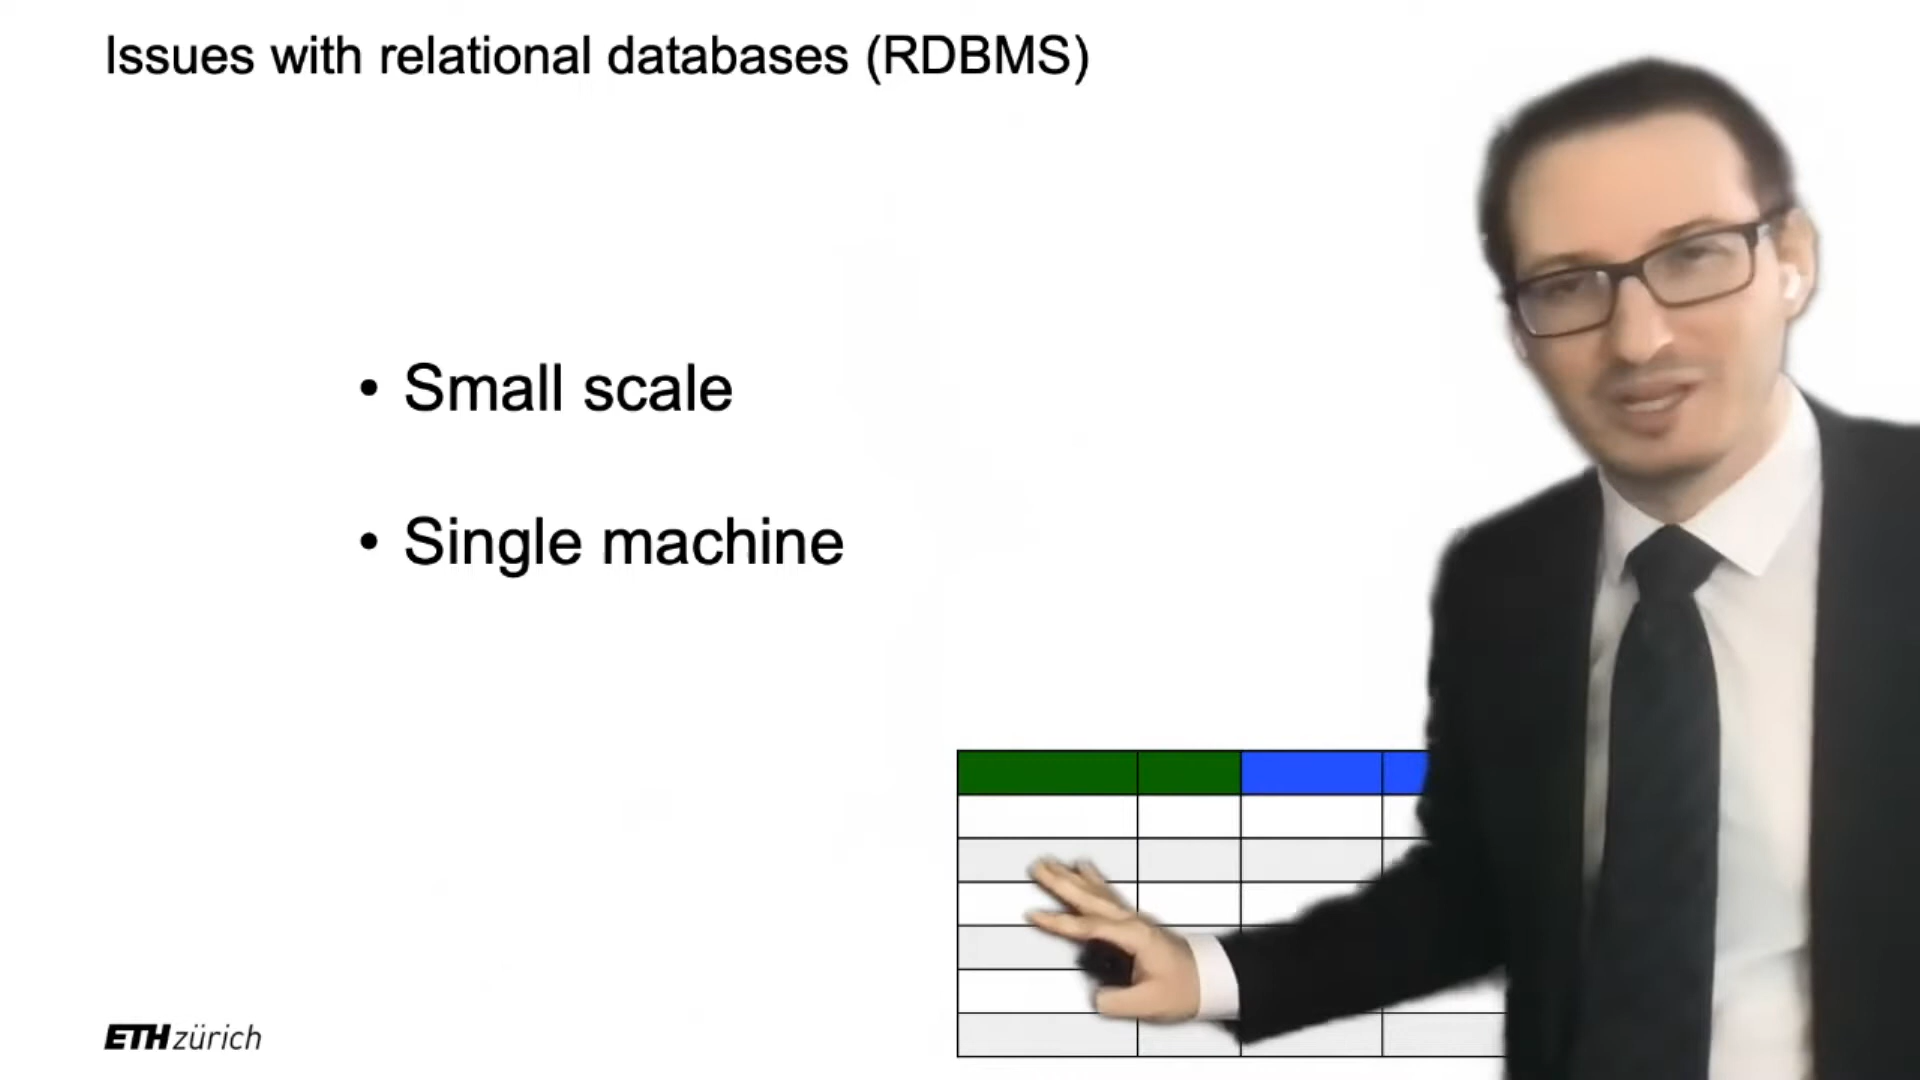 Issues with relational databases (RDBMS)
• Small scale
• Single machine
ETH zürich